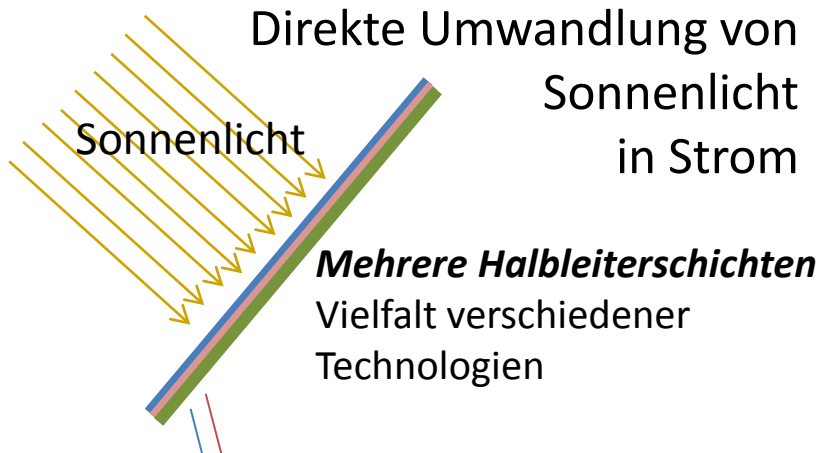 Direkte Umwandlung von
Sonnenlicht
in Strom
Sonnenlicht
Mehrere Halbleiterschichten
Vielfalt verschiedener
Technologien